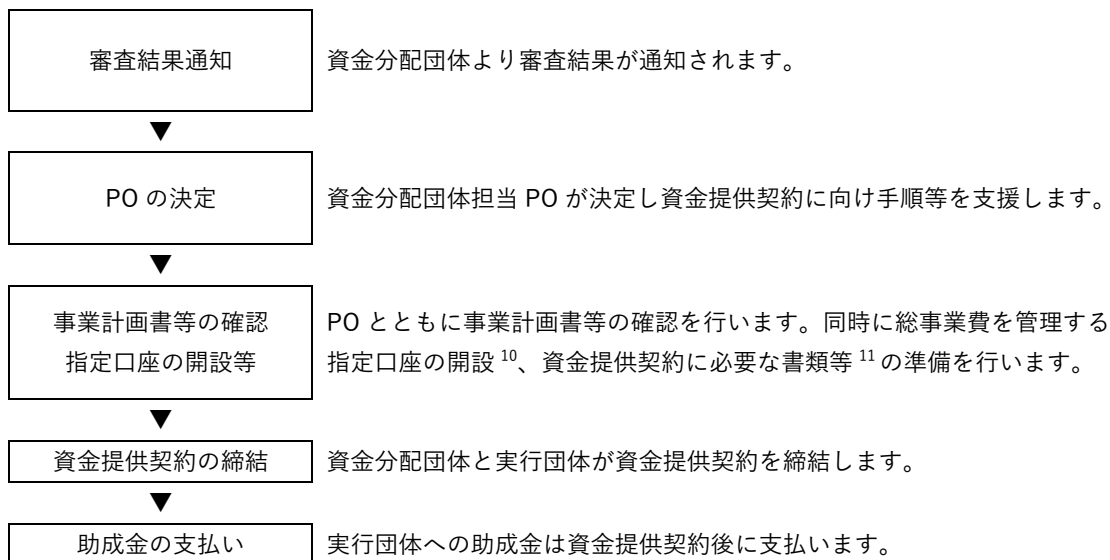 審査結果通知
資金分配団体より審査結果が通知されます。
▼
PO の決定
資金分配団体担当 PO が決定し資金提供契約に向け手順等を支援します。
▼
事業計画書等の確認
指定口座の開設等
PO とともに事業計画書等の確認を行います。同時に総事業費を管理する
指定口座の開設 10、資金提供契約に必要な書類等 11 の準備を行います。
▼
資金提供契約の締結
資金分配団体と実行団体が資金提供契約を締結します。
▼
助成金の支払い
実行団体への助成金は資金提供契約後に支払います。